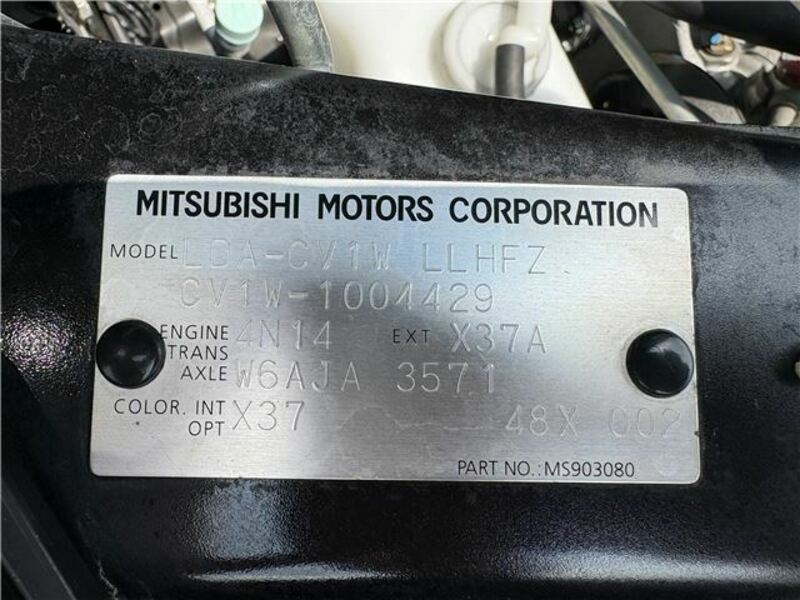 MITSUBISHI MOTORS CORPORATION
MODEL LDA-CV1W LLHFZ
CV1W-1004429
ENGINE 4N14 EXT X37A
TRANS
AXLE W6AJA 3571
COLOR. INT X37 48X 002
OPT
PART NO.:MS903080